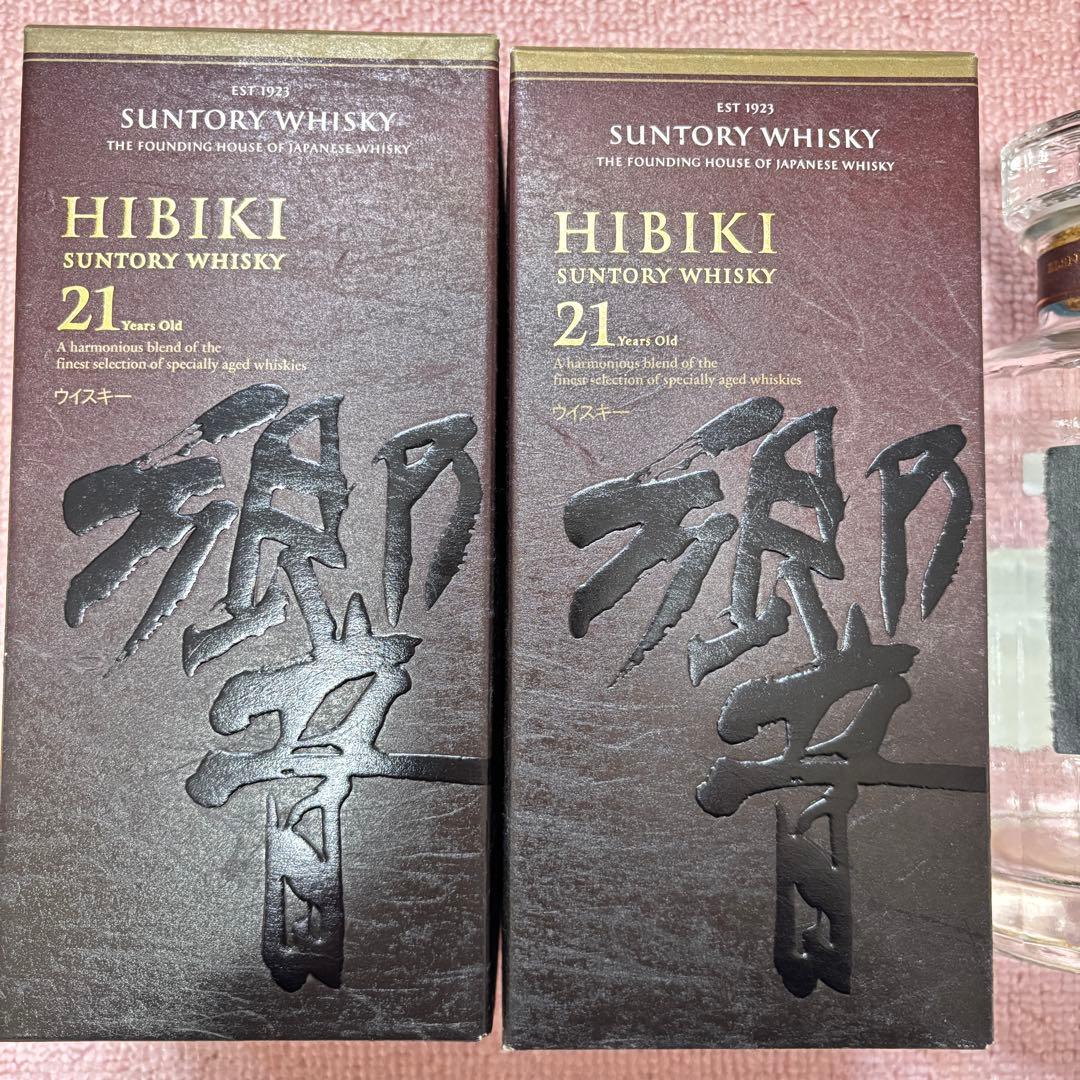 EST 1923
SUNTORY WHISKY
THE FOUNDING HOUSE OF JAPANESE WHISKY
HIBIKI
SUNTORY WHISKY
21 Years Old
A harmonious blend of the
finest selection of specially aged whiskies
ウイスキー
響
EST 1923
SUNTORY WHISKY
THE FOUNDING HOUSE OF JAPANESE WHISKY
HIBIKI
SUNTORY WHISKY
21 Years Old
A harmonious blend of the
finest selection of specially aged whiskies
ウイスキー
響